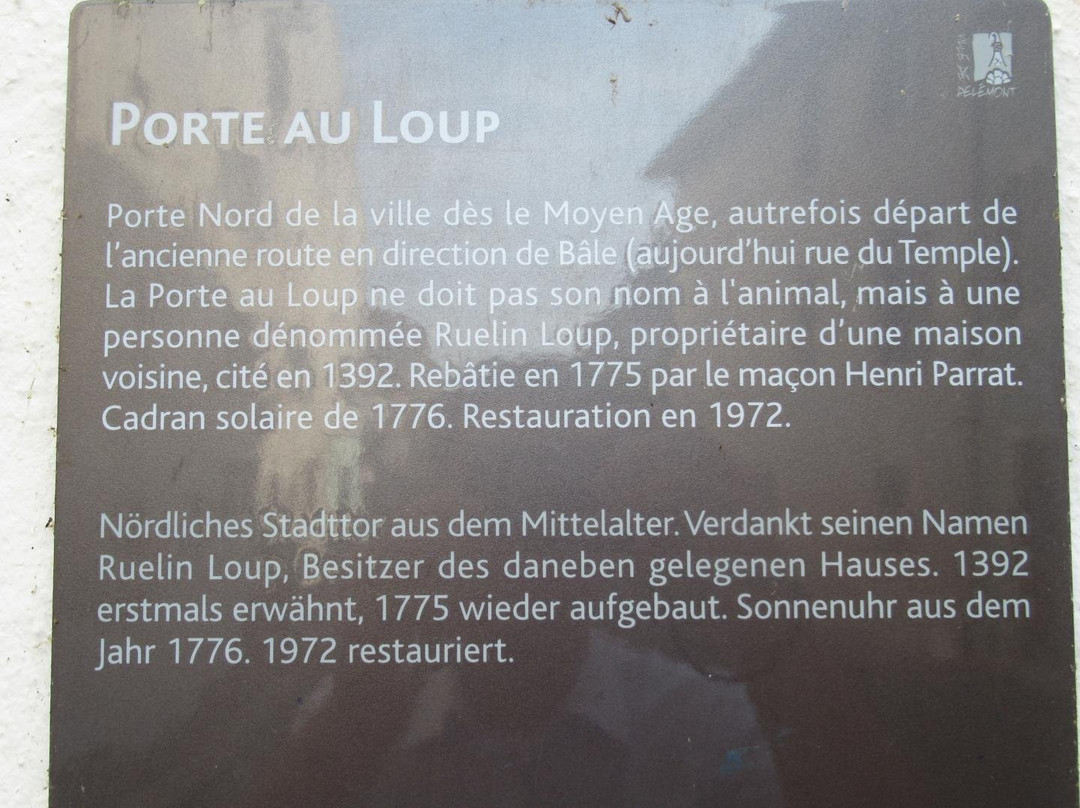 VILLE DE
DELÉMONT
PORTE AU LOUP
Porte Nord de la ville dès le Moyen Age, autrefois départ de
l’ancienne route en direction de Bâle (aujourd’hui rue du Temple).
La Porte au Loup ne doit pas son nom à l'animal, mais à une
personne dénommée Ruelin Loup, propriétaire d’une maison
voisine, cité en 1392. Rebâtie en 1775 par le maçon Henri Parrat.
Cadran solaire de 1776. Restauration en 1972.
Nördliches Stadttor aus dem Mittelalter. Verdankt seinen Namen
Ruelin Loup, Besitzer des daneben gelegenen Hauses. 1392
erstmals erwähnt, 1775 wieder aufgebaut. Sonnenuhr aus dem
Jahr 1776. 1972 restauriert.